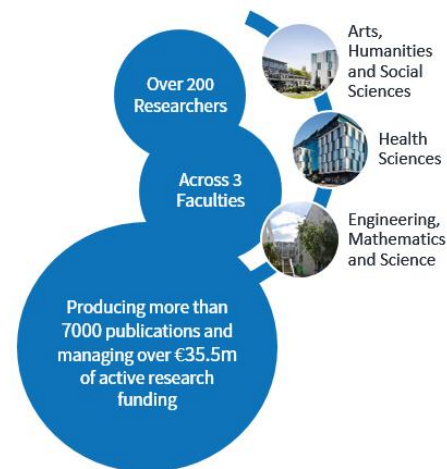 Over 200
Researchers
Across 3
Faculties
Producing more than
7000 publications and
managing over €35.5m
of active research
funding
Arts,
Humanities
and Social
Sciences
Health
Sciences
Engineering,
Mathematics
and Science